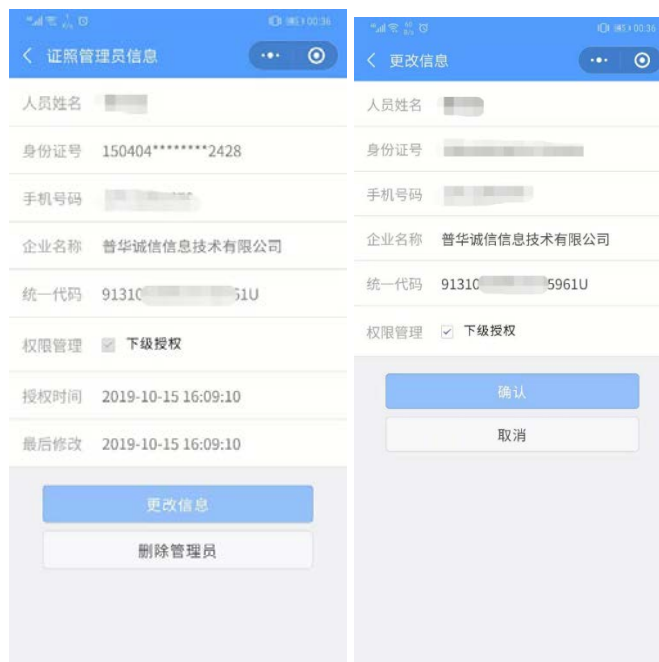 00:36
证照管理员信息
人员姓名
身份证号 150404********2428
手机号码
企业名称 普华诚信信息技术有限公司
统一代码 9131051U
权限管理 下级授权
授权时间 2019-10-15 16:09:10
最后修改 2019-10-15 16:09:10
更改信息
删除管理员
00:36
更改信息
人员姓名
身份证号
手机号码
企业名称 普华诚信信息技术有限公司
统一代码 91310 5961U
权限管理 下级授权
确认
取消